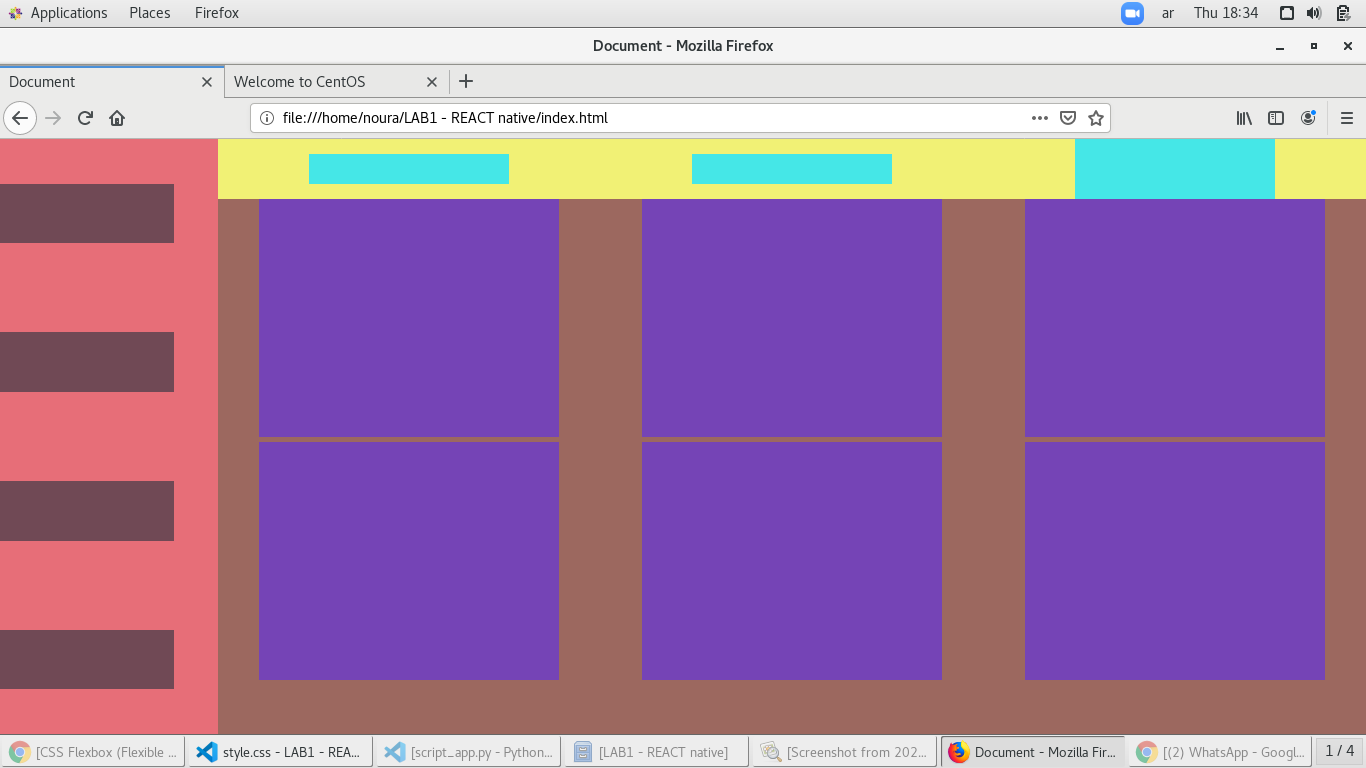 Applications Places Firefox ar Thu 18:34
Document - Mozilla Firefox
Document Welcome to CentOS
file:///home/noura/LAB1 - REACT native/index.html
[CSS Flexbox (Flexible ... style.css - LAB1 - REA... [script_app.py - Python... [LAB1 - REACT native] [Screenshot from 202... Document - Mozilla Fir... [(2) WhatsApp - Googl... 1 / 4